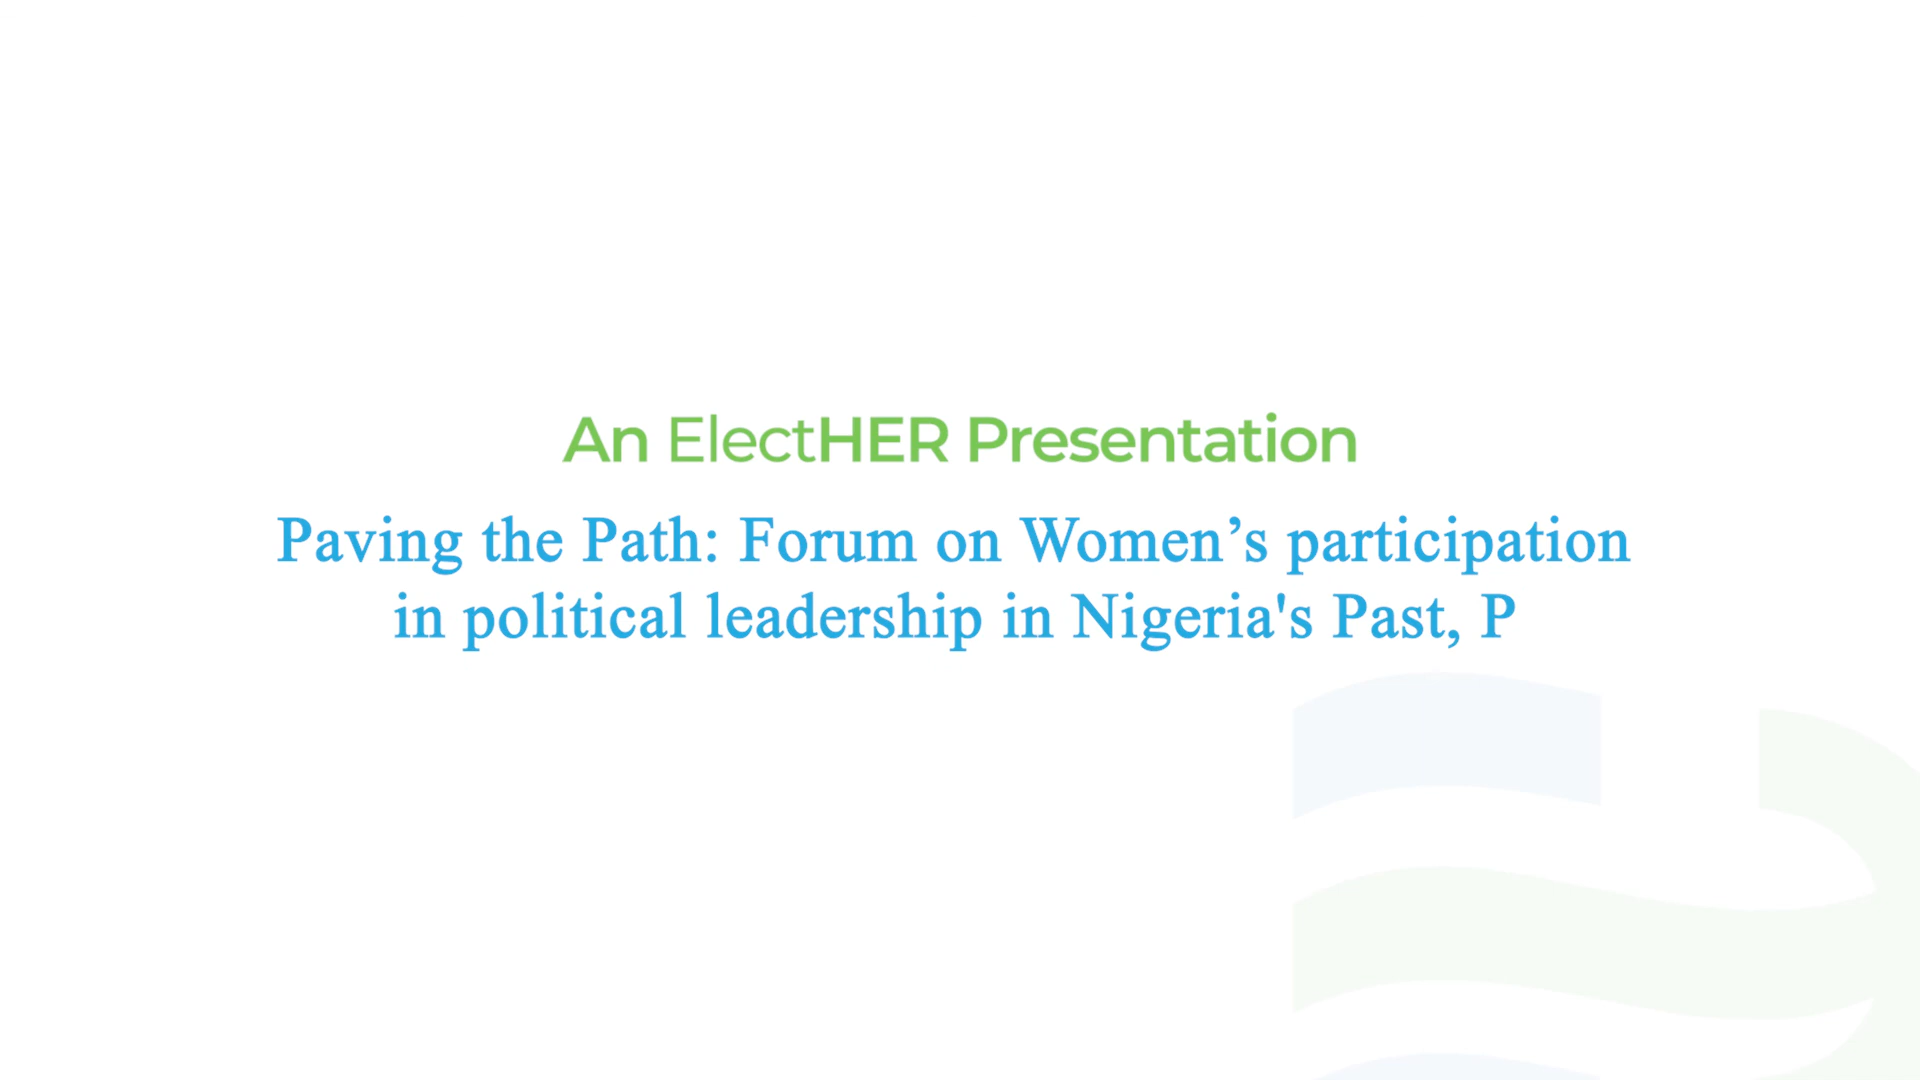 An ElectHER Presentation
Paving the Path: Forum on Women’s participation
in political leadership in Nigeria's Past, P